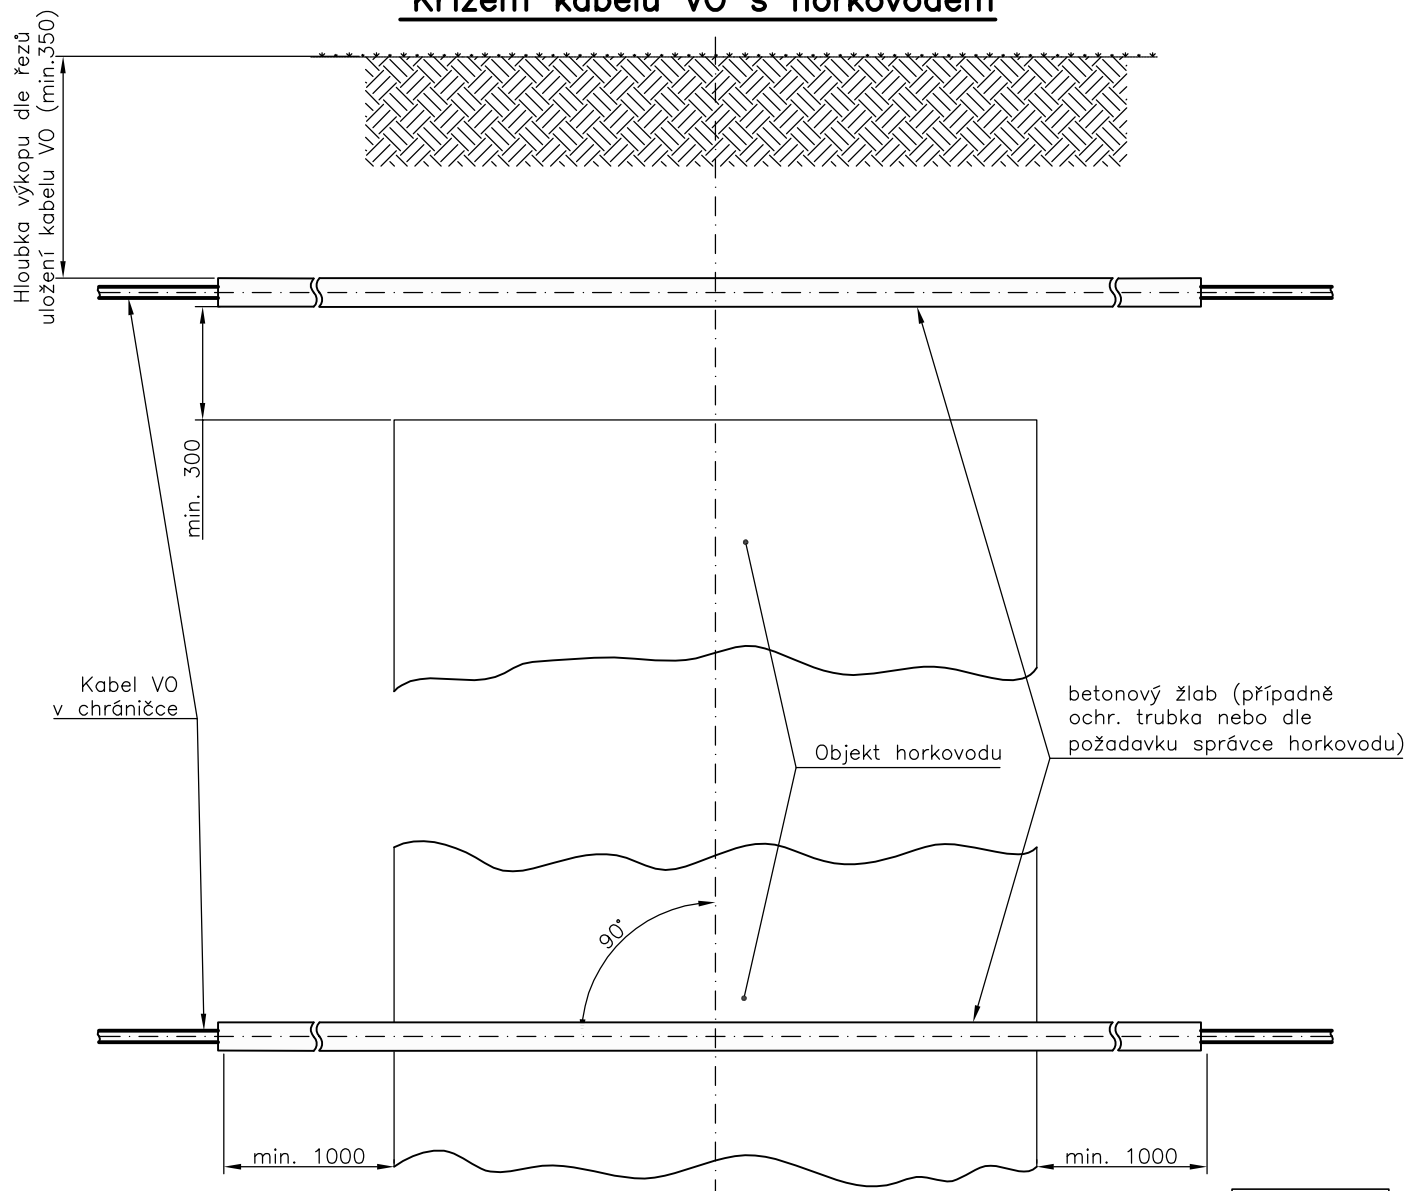 Křížení kabelu VO s horkovodem
Hloubka výkopu dle řezů
uložení kabelu VO (min.350)
min. 300
Kabel VO
v chráničce
betonový žlab (případně
ochr. trubka nebo dle
požadavku správce horkovodu)
Objekt horkovodu
90°
min. 1000
min. 1000